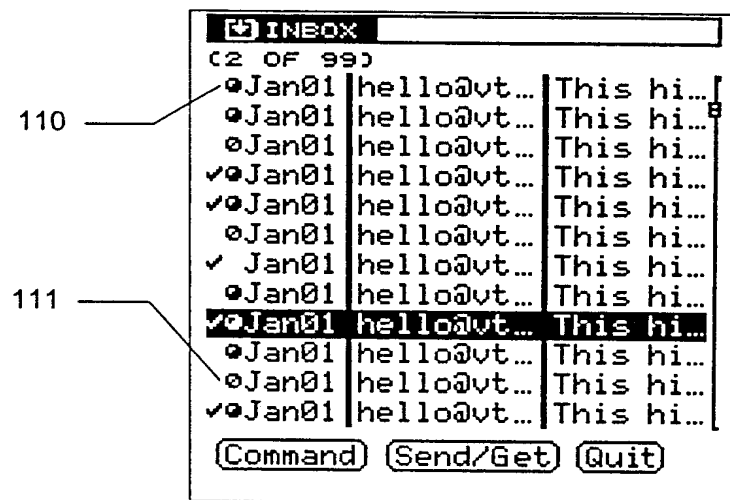 INBOX
(2 OF 99)
110
Jan01 hello@vt… This hi…
Jan01 hello@vt… This hi…
Jan01 hello@vt… This hi…
✓ Jan01 hello@vt… This hi…
✓ Jan01 hello@vt… This hi…
Jan01 hello@vt… This hi…
✓ Jan01 hello@vt… This hi…
111
Jan01 hello@vt… This hi…
✓ Jan01 hello@vt… This hi…
Jan01 hello@vt… This hi…
Jan01 hello@vt… This hi…
✓ Jan01 hello@vt… This hi…
Command Send/Get Quit